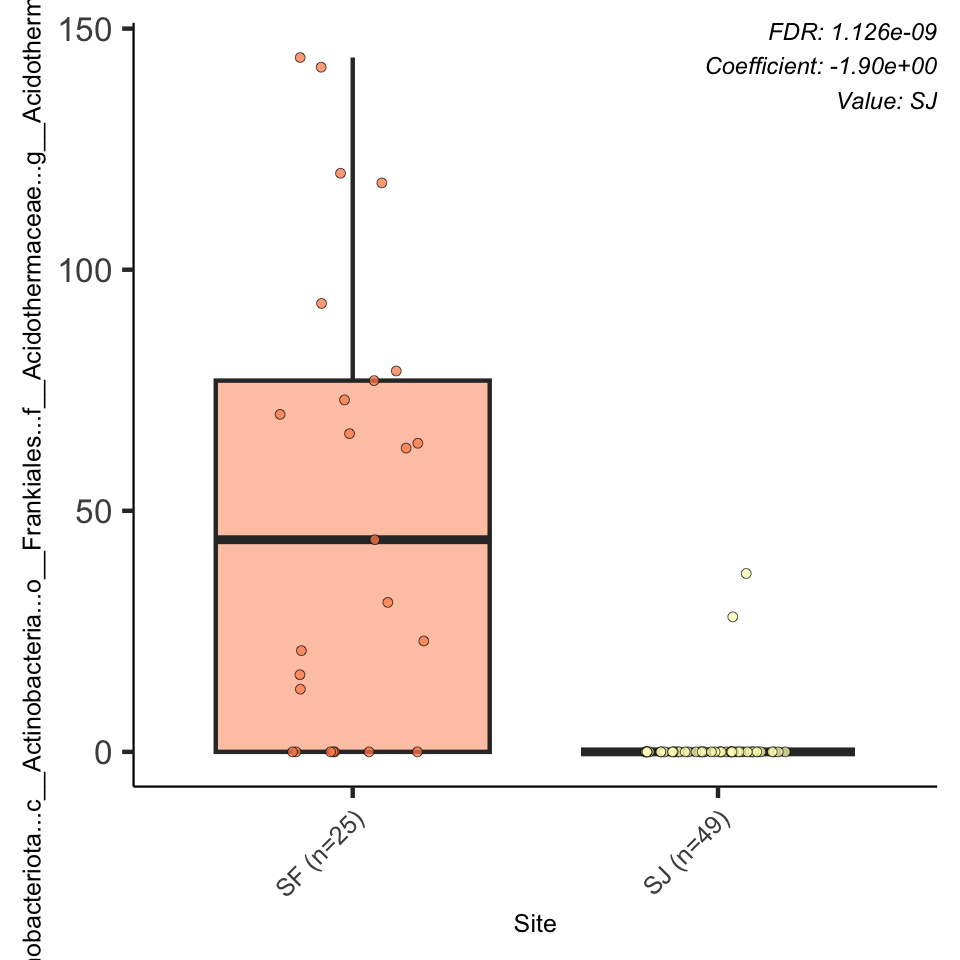 FDR: 1.126e-09
Coefficient: -1.90e+00
Value: SJ
150
100
50
0
nobacteriota...c__Actinobacteria...o__Frankiales...f__Acidothermaceae...g__Acidotherm
SF (n=25)
SJ (n=49)
Site